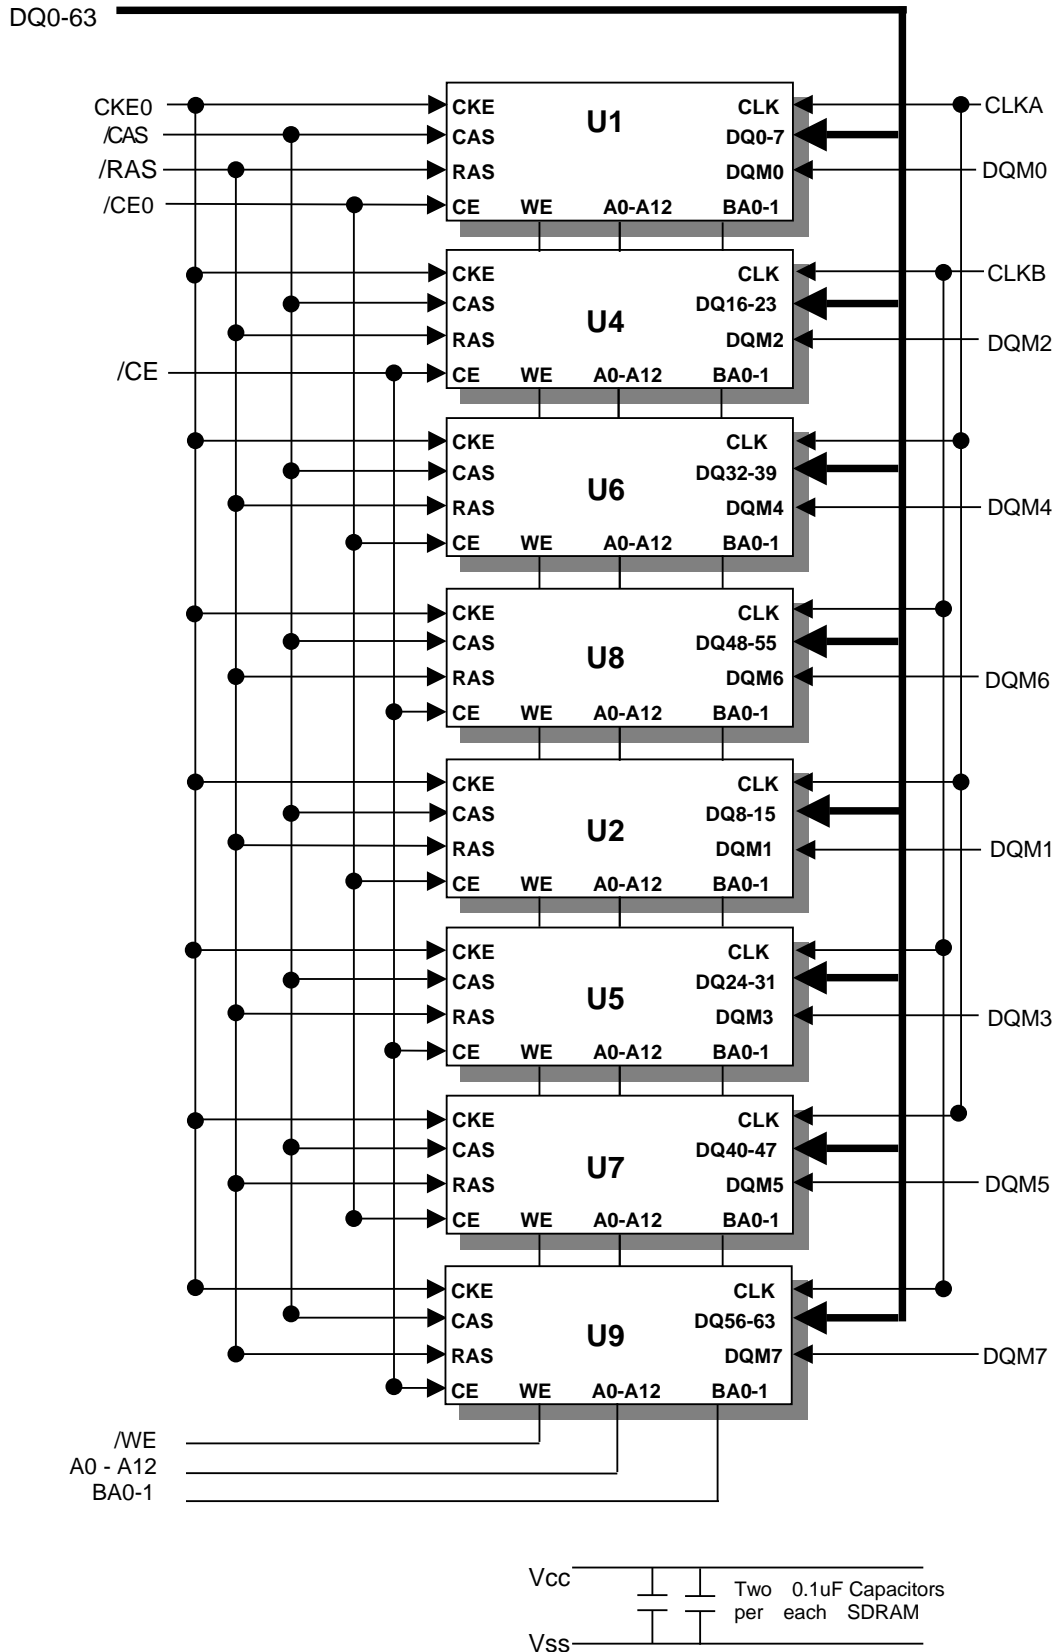 DQ0-63
CKE0
/CAS
/RAS
/CE0
CKE U1 CLK
CAS DQ0-7
RAS DQM0
CE WE A0-A12 BA0-1
CLKA
DQM0
CKE CLK
CAS U4 DQ16-23
RAS DQM2
CE WE A0-A12 BA0-1
CLKB
DQM2
/CE
CKE CLK
CAS U6 DQ32-39
RAS DQM4
CE WE A0-A12 BA0-1
DQM4
CKE CLK
CAS U8 DQ48-55
RAS DQM6
CE WE A0-A12 BA0-1
DQM6
CKE CLK
CAS U2 DQ8-15
RAS DQM1
CE WE A0-A12 BA0-1
DQM1
CKE CLK
CAS U5 DQ24-31
RAS DQM3
CE WE A0-A12 BA0-1
DQM3
CKE CLK
CAS U7 DQ40-47
RAS DQM5
CE WE A0-A12 BA0-1
DQM5
CKE CLK
CAS U9 DQ56-63
RAS DQM7
CE WE A0-A12 BA0-1
DQM7
/WE
A0 - A12
BA0-1
Vcc
Two 0.1uF Capacitors
per each SDRAM
Vss